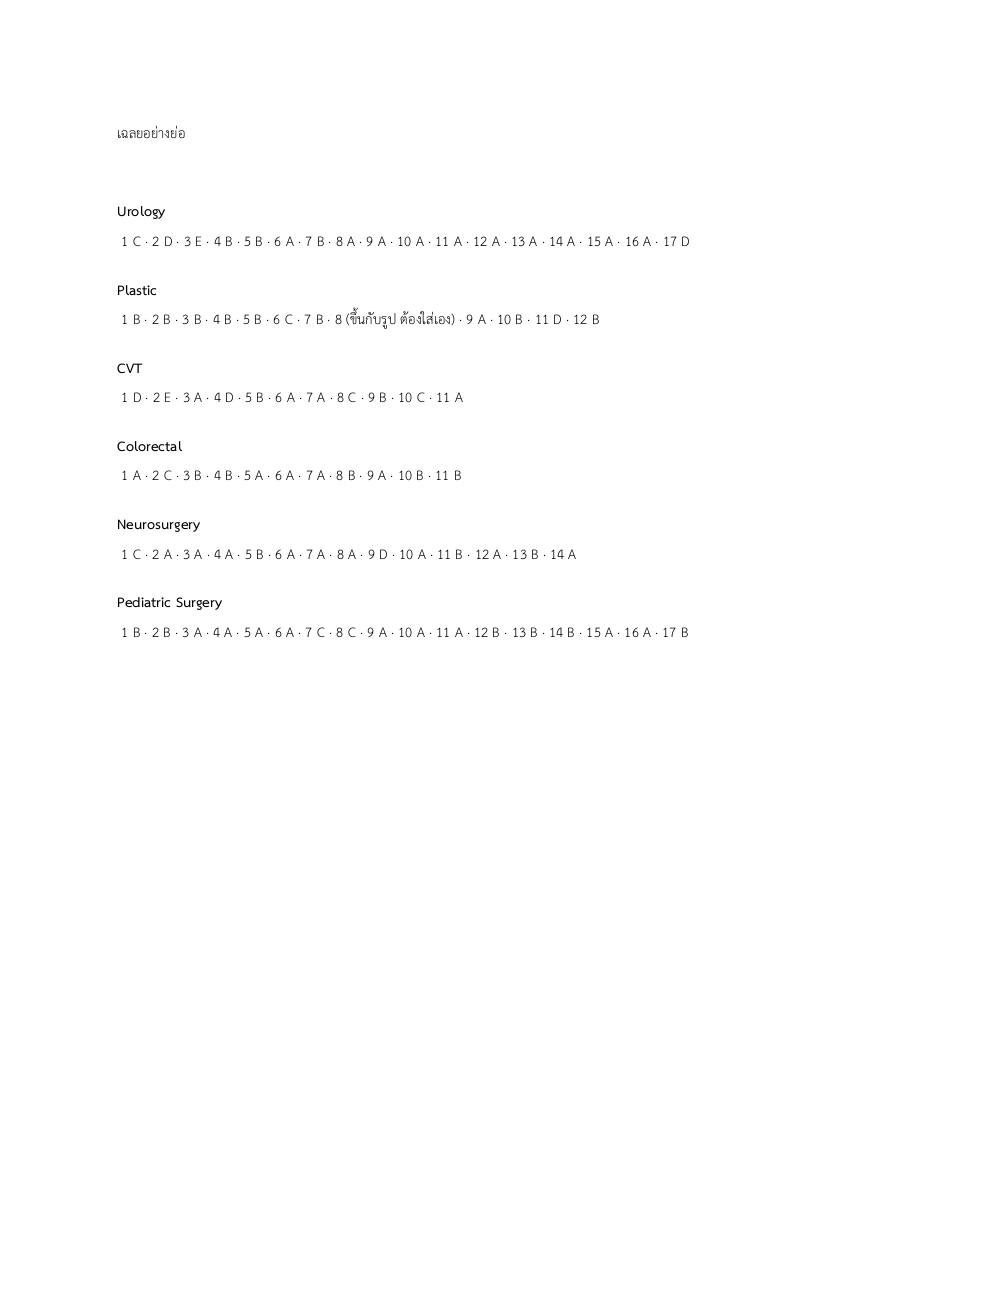 เฉลยอย่างย่อ
Urology
1 C · 2 D · 3 E · 4 B · 5 B · 6 A · 7 B · 8 A · 9 A · 10 A · 11 A · 12 A · 13 A · 14 A · 15 A · 16 A · 17 D
Plastic
1 B · 2 B · 3 B · 4 B · 5 B · 6 C · 7 B · 8 (ขึ้นกับรูป ต้องใส่เอง) · 9 A · 10 B · 11 D · 12 B
CVT
1 D · 2 E · 3 A · 4 D · 5 B · 6 A · 7 A · 8 C · 9 B · 10 C · 11 A
Colorectal
1 A · 2 C · 3 B · 4 B · 5 A · 6 A · 7 A · 8 B · 9 A · 10 B · 11 B
Neurosurgery
1 C · 2 A · 3 A · 4 A · 5 B · 6 A · 7 A · 8 A · 9 D · 10 A · 11 B · 12 A · 13 B · 14 A
Pediatric Surgery
1 B · 2 B · 3 A · 4 A · 5 A · 6 A · 7 C · 8 C · 9 A · 10 A · 11 A · 12 B · 13 B · 14 B · 15 A · 16 A · 17 B